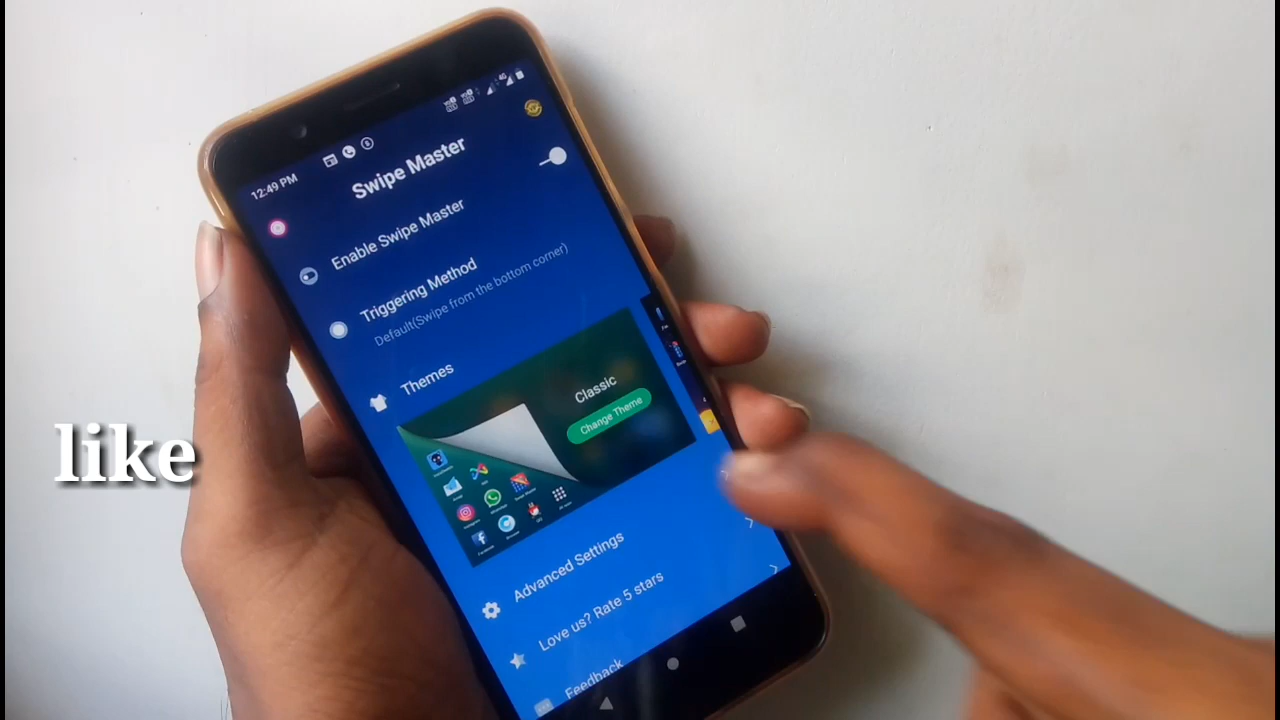 12:49 PM
Swipe Master
Enable Swipe Master
Triggering Method
Default(Swipe from the bottom corner)
Themes
Classic
Change Theme
Advanced Settings
Love us? Rate 5 stars
Feedback
like